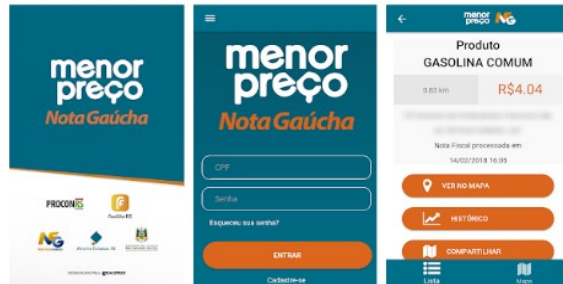 menor
preço
Nota Gaúcha
PROCON RS
NG
menor
preço
Nota Gaúcha
CPF
Senha
Esqueceu sua senha?
ENTRAR
Cadastre-se
menor
preço NG
Produto
GASOLINA COMUM
0.83 km
R$4.04
Nota Fiscal processada em
14/02/2018 16:05
VER NO MAPA
HISTÓRICO
COMPARTILHAR
Lista
Mapa